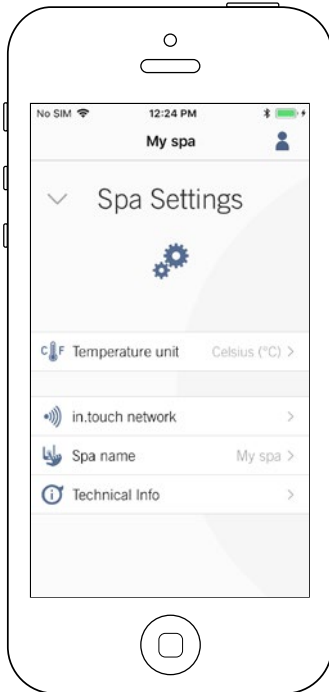 No SIM 12:24 PM
My spa
Spa Settings
C F Temperature unit Celsius (°C) >
in.touch network >
Spa name My spa >
i Technical Info >